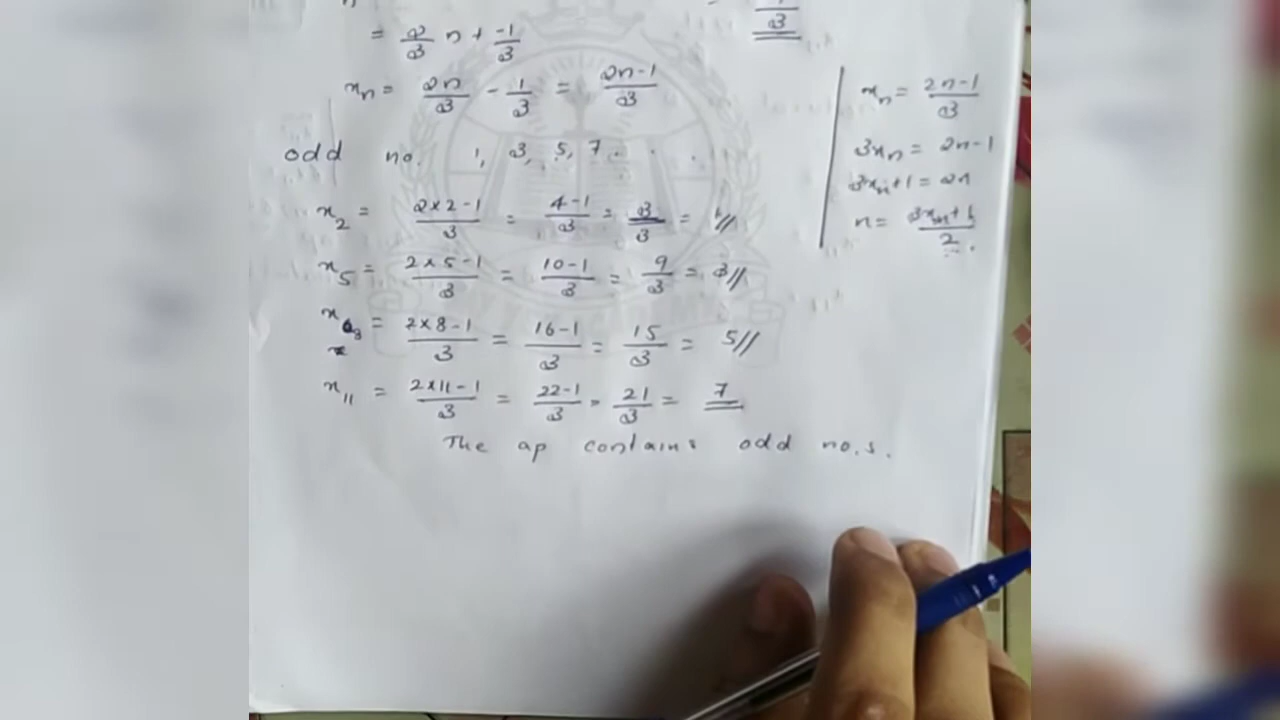 = 2/3 n + -1/3
3
xₙ = 2n/3 - 1/3 = 2n-1/3
odd no. 1, 3, 5, 7 . . .
x₂ = 2×2-1/3 = 4-1/3 = 3/3 = 1//
x₅ = 2×5-1/3 = 10-1/3 = 9/3 = 3//
x₈ = 2×8-1/3 = 16-1/3 = 15/3 = 5//
x₁₁ = 2×11-1/3 = 22-1/3 = 21/3 = 7
The ap contains odd no.s.
xₙ = 2n-1/3
3xₙ = 2n-1
3xₙ+1 = 2n
n = 3xₙ+1/2.